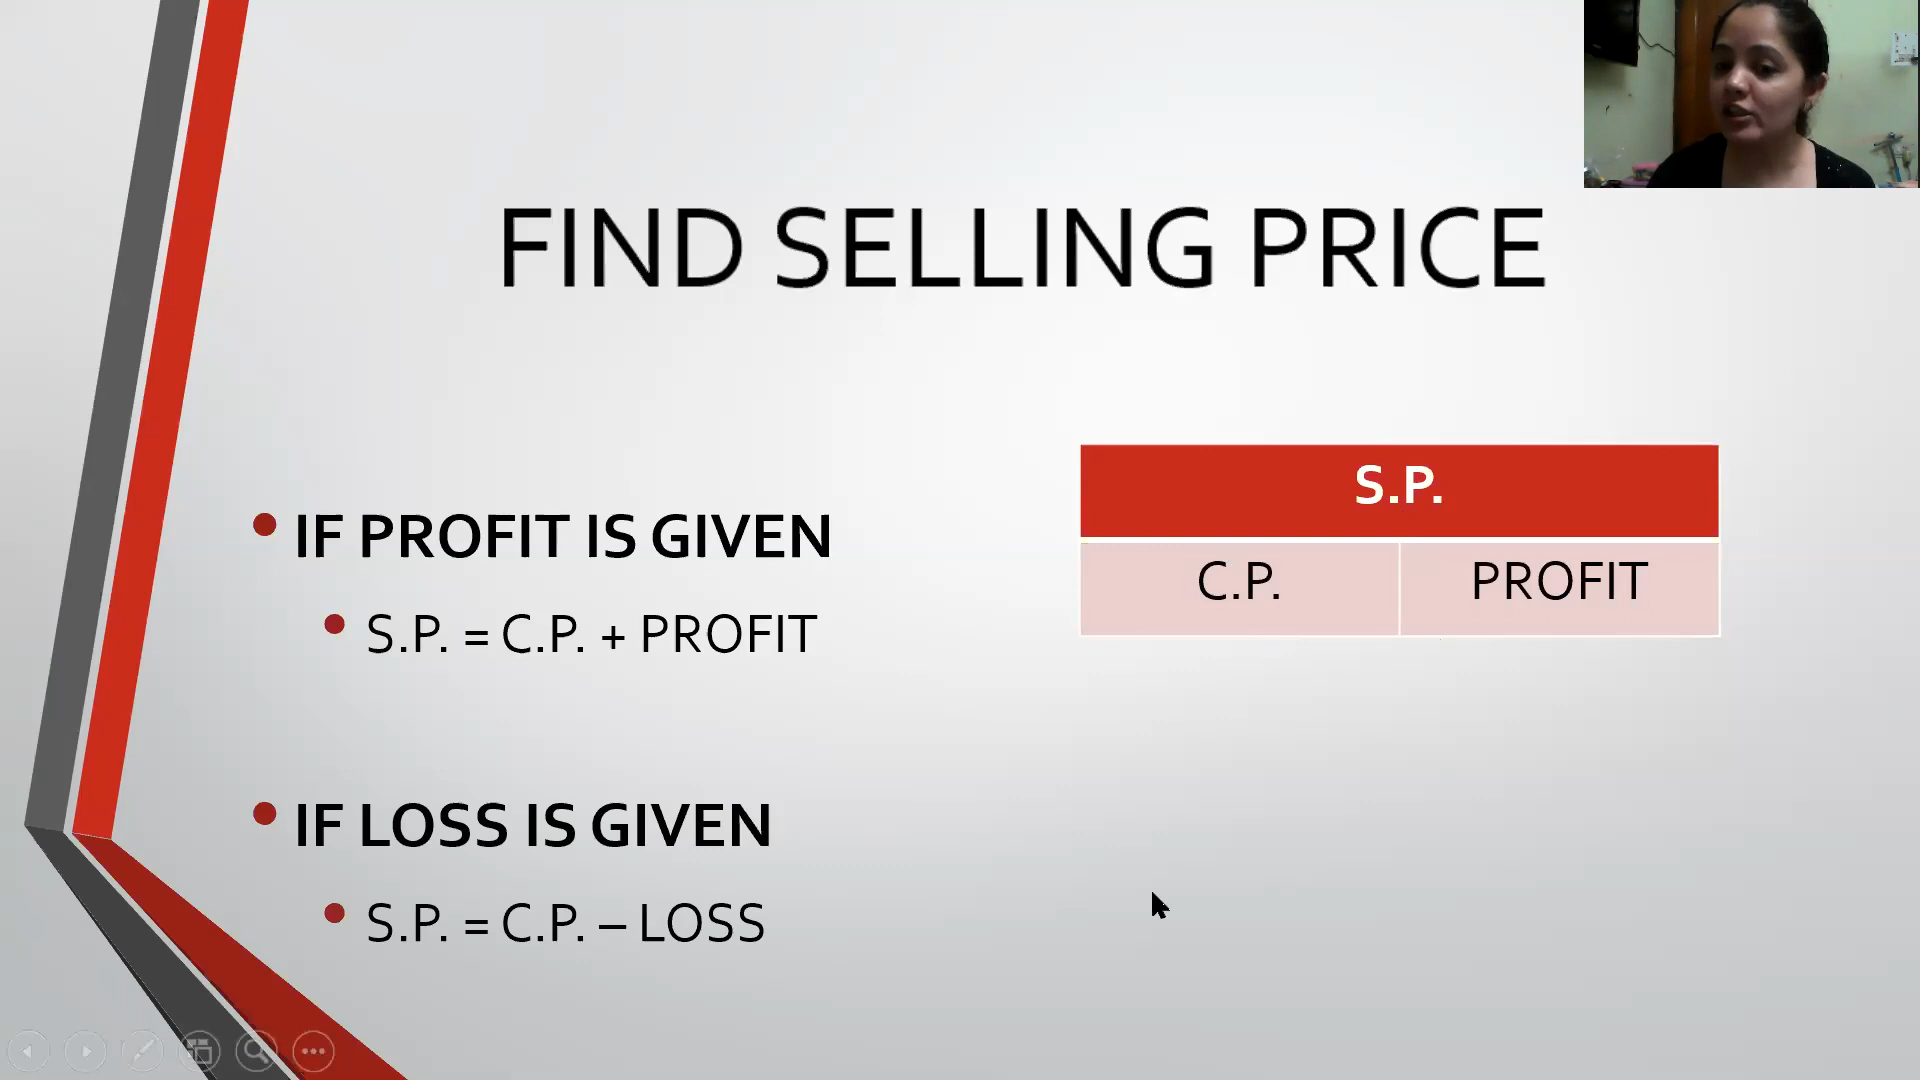 FIND SELLING PRICE
IF PROFIT IS GIVEN
S.P. = C.P. + PROFIT
IF LOSS IS GIVEN
S.P. = C.P. – LOSS
S.P.
C.P. PROFIT